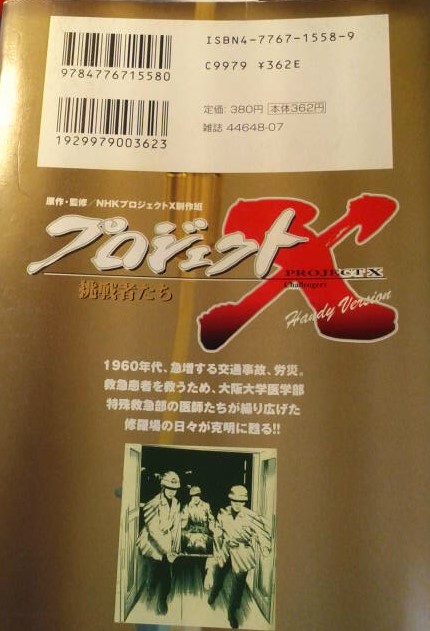 ISBN4-7767-1558-9
C9979 ¥362E
9784776715580
定価: 380円 本体362円
雑誌 44648-07
1929979003623
原作・監修/NHKプロジェクトX制作班
プロジェクトX
PROJECT X
Challengers
挑戦者たち
Handy Version
1960年代、急増する交通事故、労災。
救急患者を救うため、大阪大学医学部
特殊救急部の医師たちが繰り広げた
修羅場の日々が克明に甦る!!